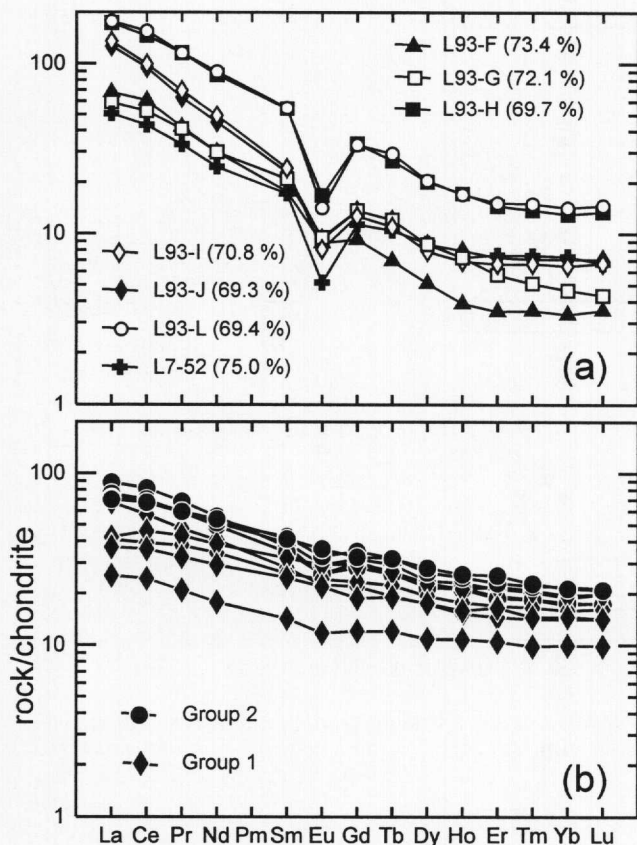 100
10
1
L93-F (73.4 %)
L93-G (72.1 %)
L93-H (69.7 %)
L93-I (70.8 %)
L93-J (69.3 %)
L93-L (69.4 %)
L7-52 (75.0 %)
(a)
100
10
1
rock/chondrite
Group 2
Group 1
(b)
La Ce Pr Nd Pm Sm Eu Gd Tb Dy Ho Er Tm Yb Lu